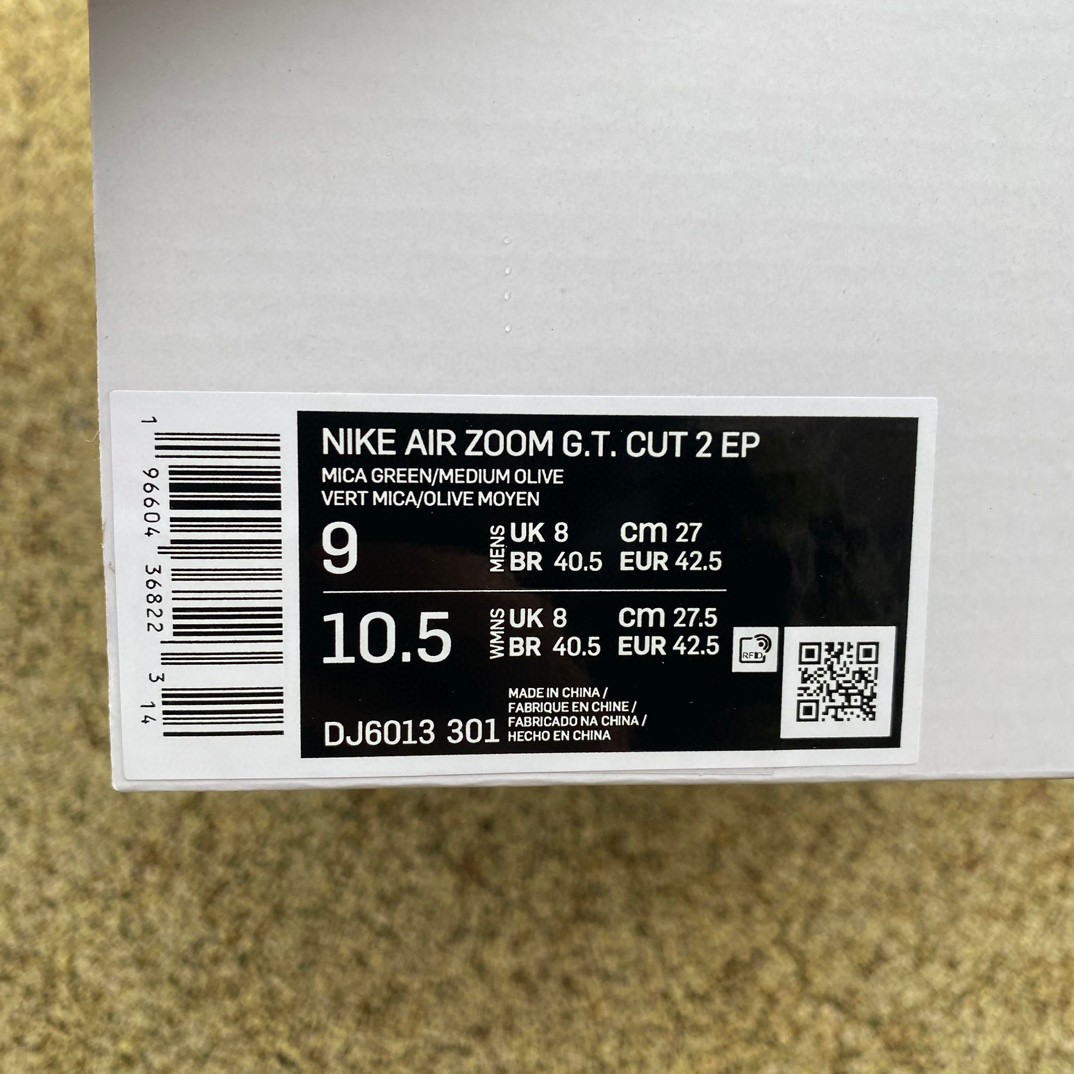 1 96604 36822 3 14
NIKE AIR ZOOM G.T. CUT 2 EP
MICA GREEN/MEDIUM OLIVE
VERT MICA/OLIVE MOYEN
9 MENS UK 8 cm 27
BR 40.5 EUR 42.5
10.5 WMNS UK 8 cm 27.5
BR 40.5 EUR 42.5
RFID
MADE IN CHINA /
FABRIQUE EN CHINE /
FABRICADO NA CHINA /
HECHO EN CHINA
DJ6013 301